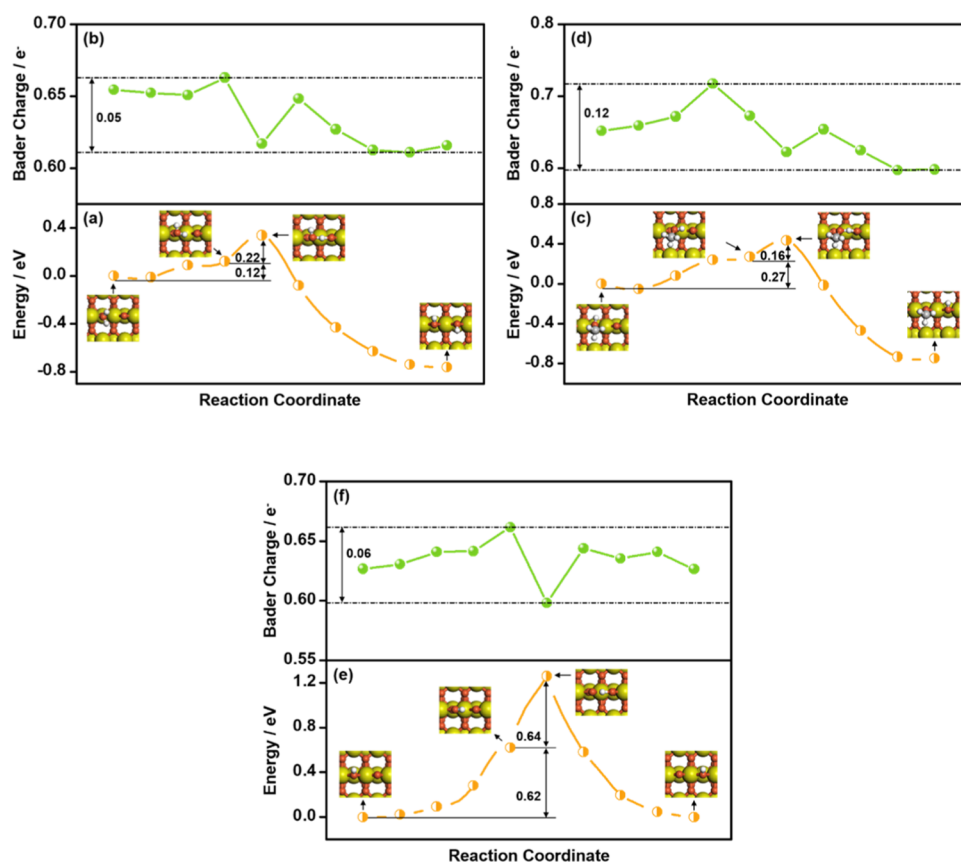 0.70
(b)
0.65
0.05
0.60
Bader Charge / e-
(a)
0.4
0.22
0.0
0.12
-0.4
-0.8
Energy / eV
Reaction Coordinate
0.8
(d)
0.7
0.12
0.6
Bader Charge / e-
0.8
(c)
0.4
0.16
0.27
0.0
-0.4
-0.8
Energy / eV
Reaction Coordinate
0.70
(f)
0.65
0.06
0.60
0.55
Bader Charge / e-
(e)
1.2
0.8
0.64
0.4
0.62
0.0
Energy / eV
Reaction Coordinate